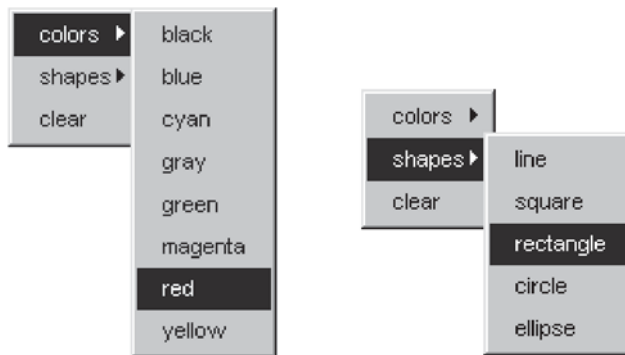 colors
shapes
clear
black
blue
cyan
gray
green
magenta
red
yellow
colors
shapes
clear
line
square
rectangle
circle
ellipse